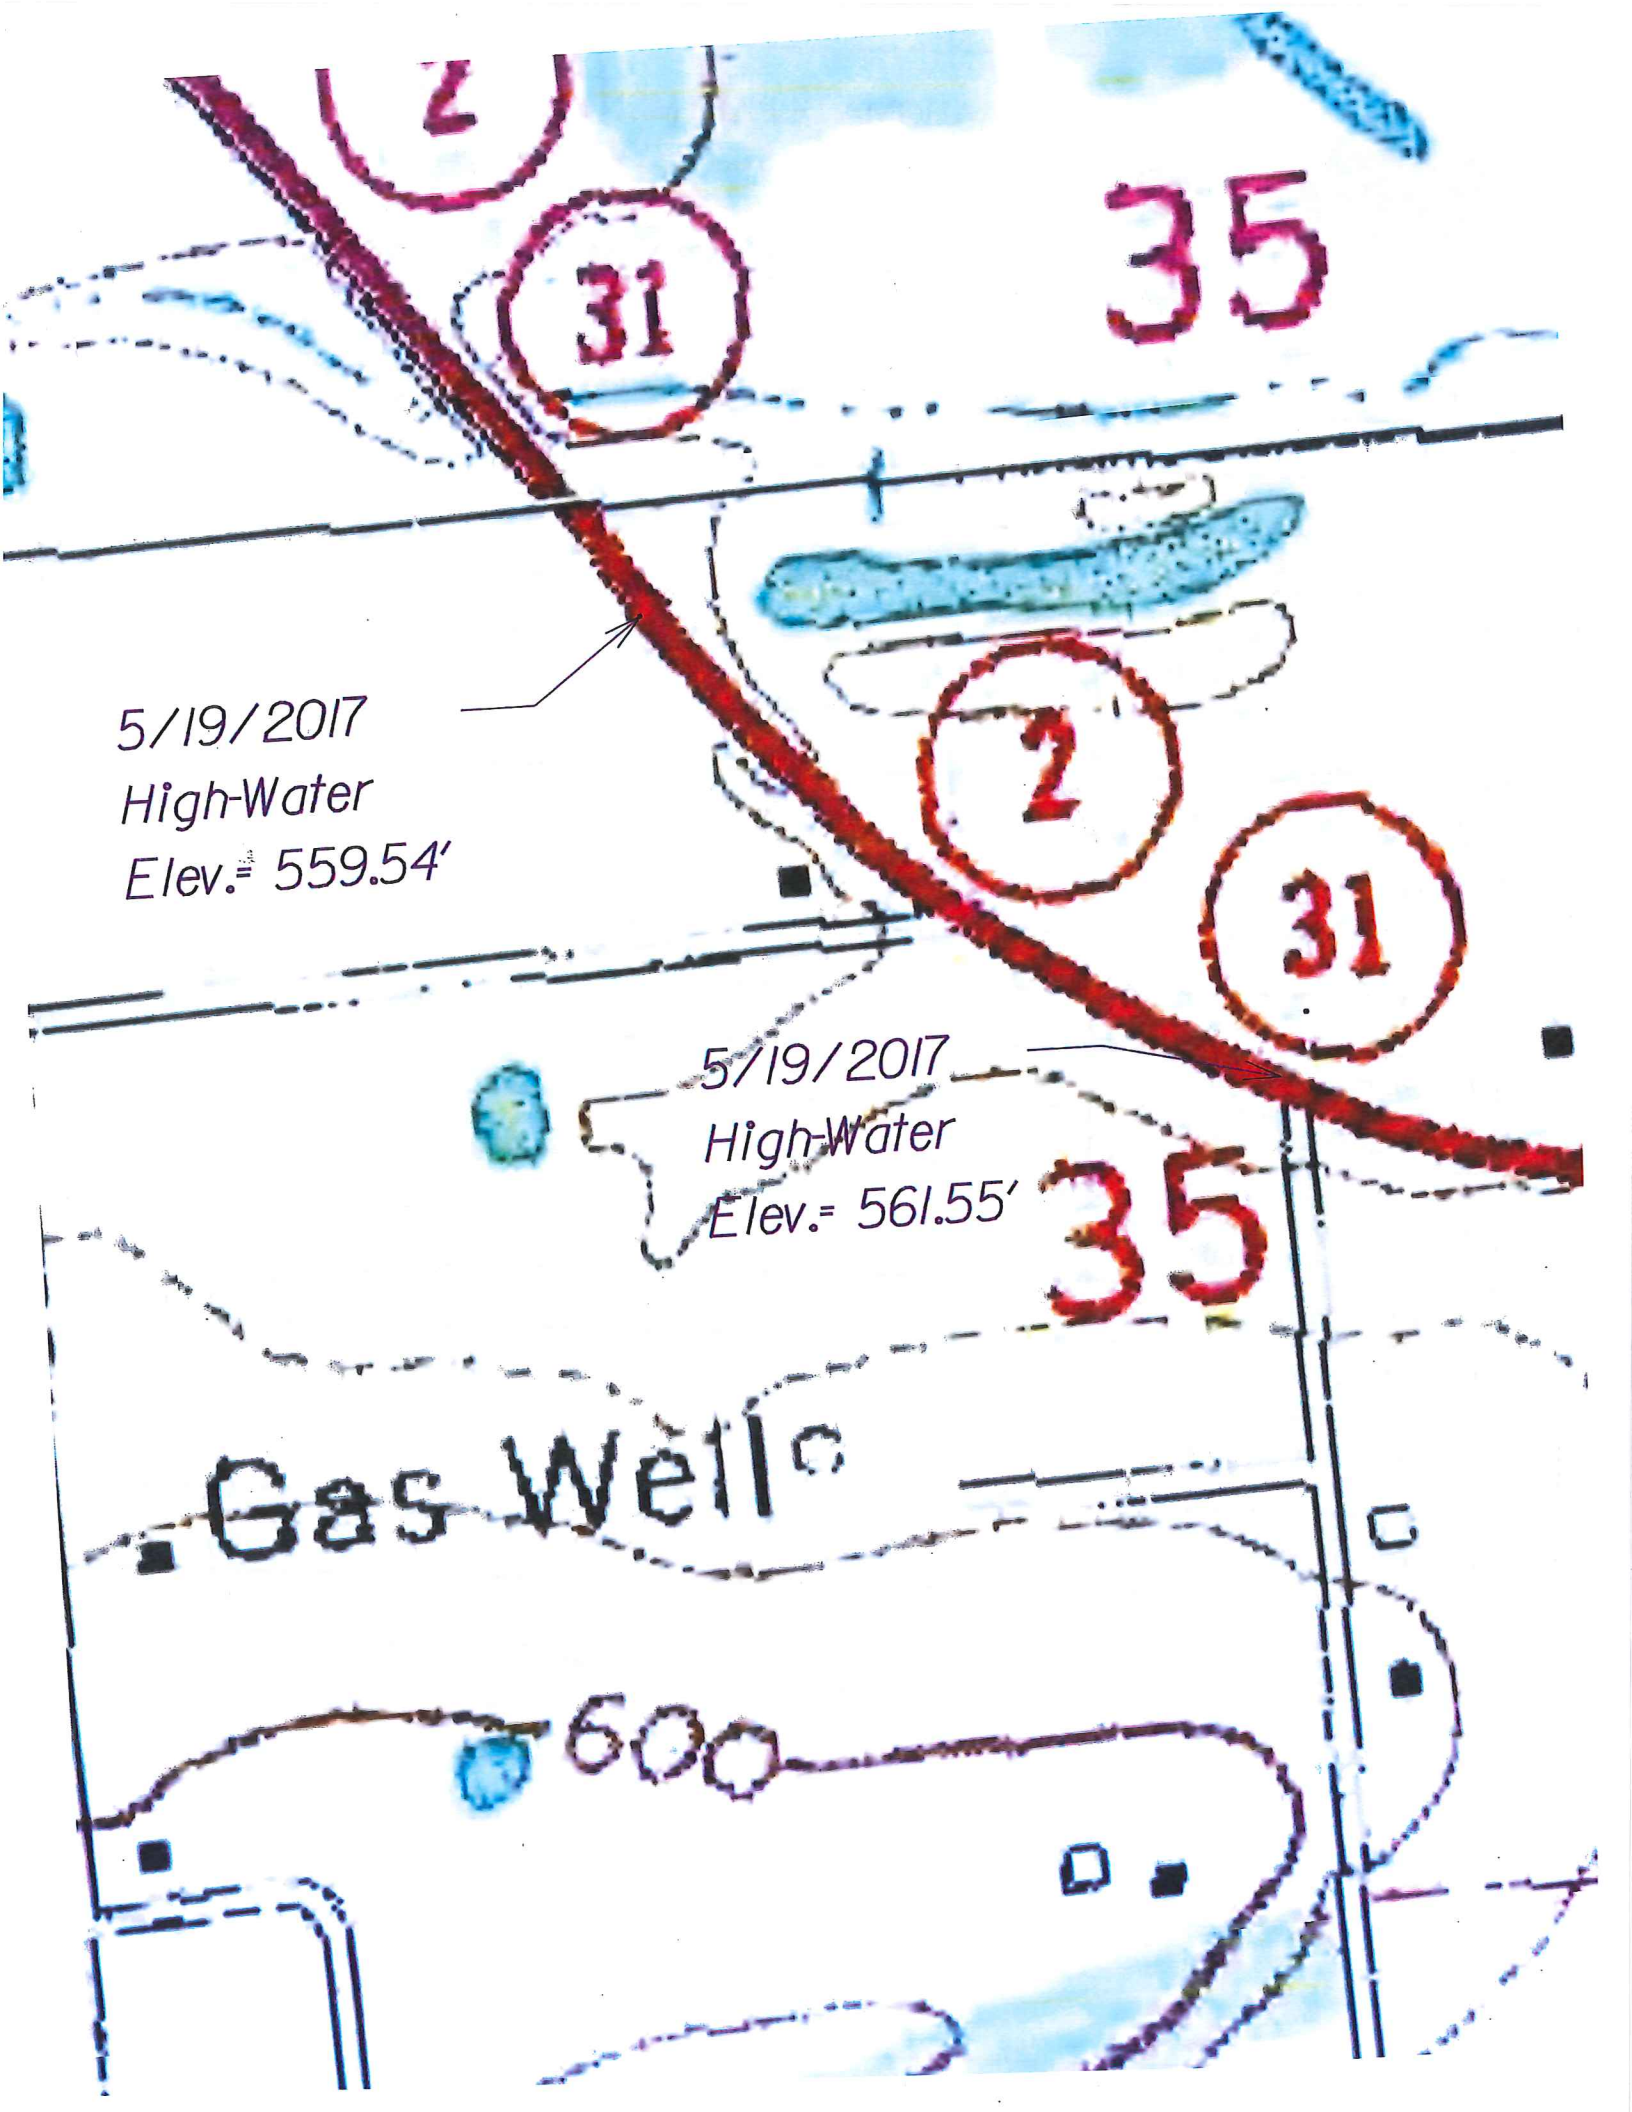 2
31
35
5/19/2017
High-Water
Elev.= 559.54'
2
31
5/19/2017
High-Water
Elev.= 561.55'
35
Gas Well
600